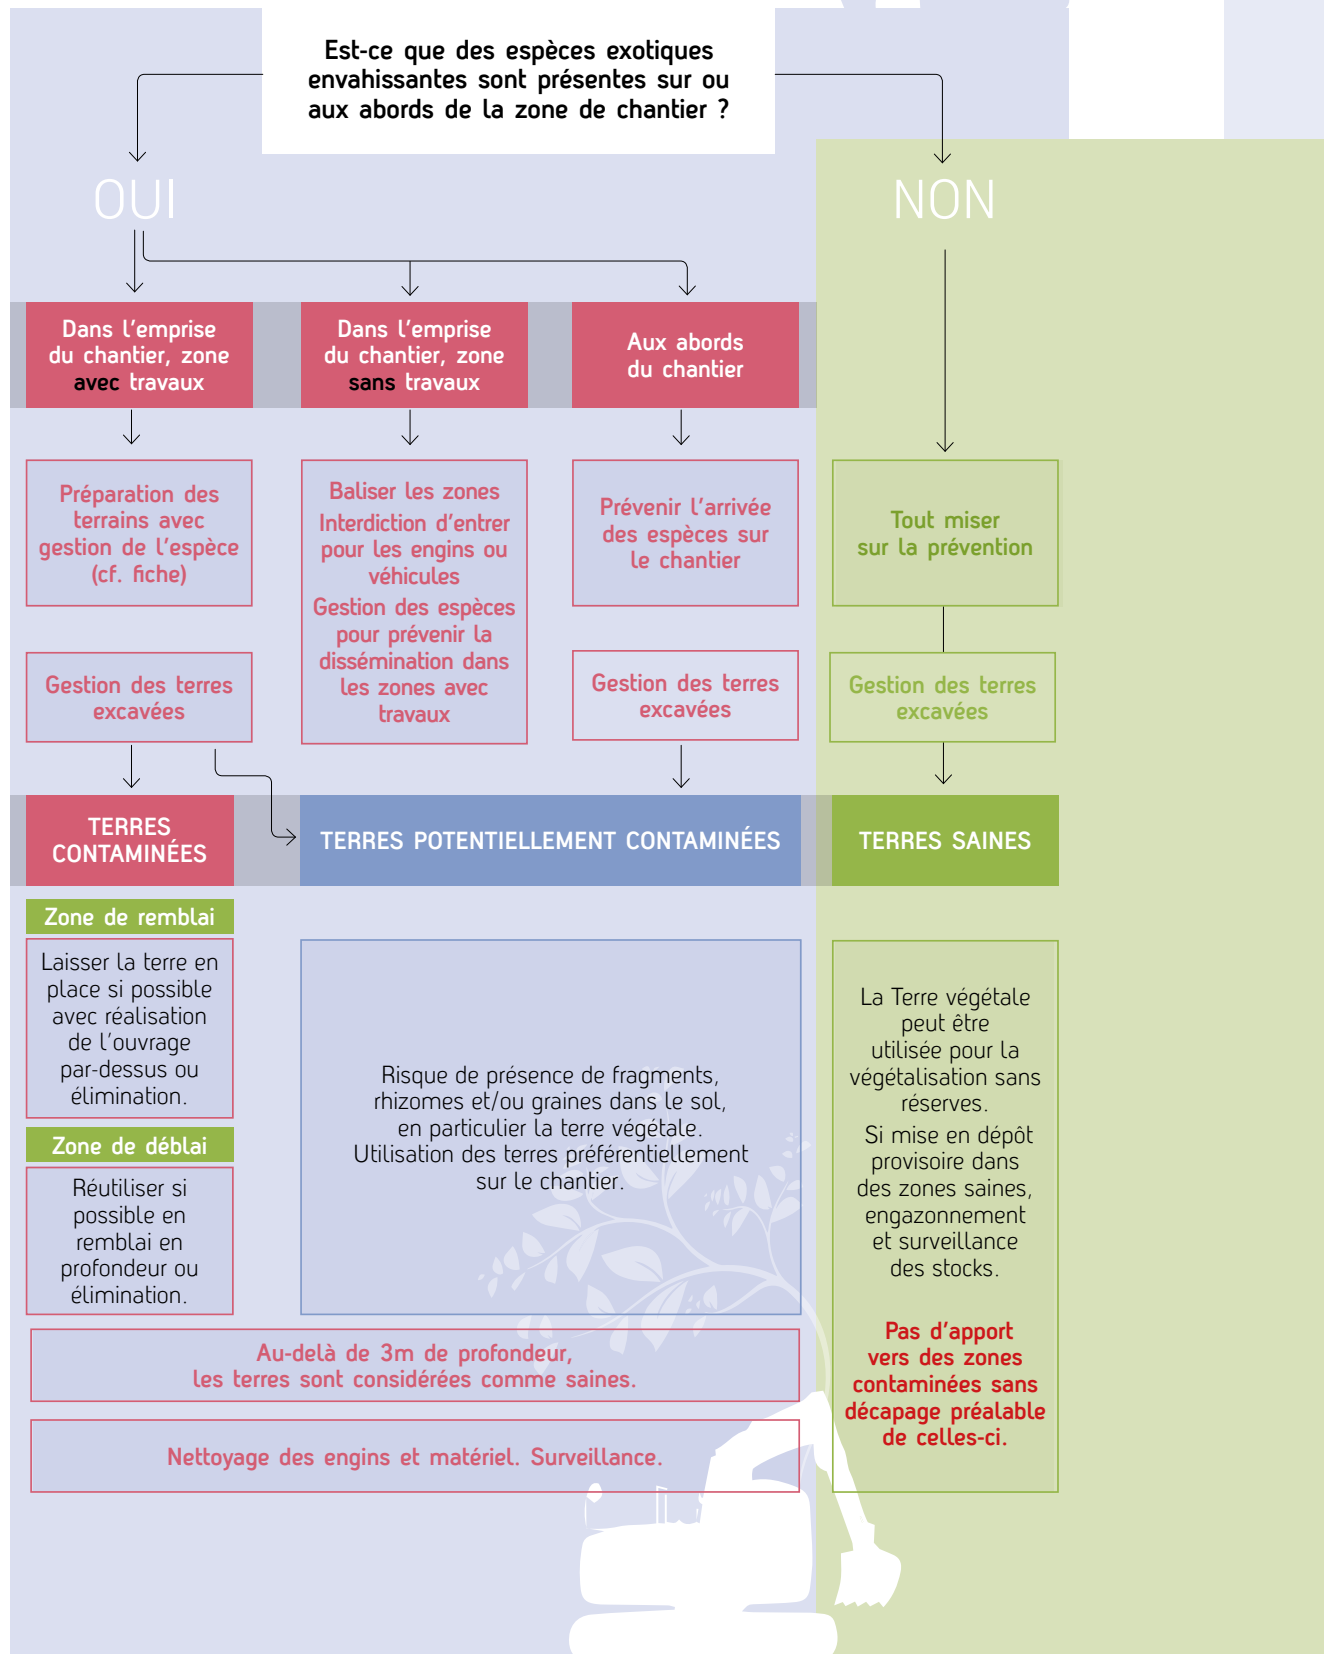 Est-ce que des espèces exotiques
envahissantes sont présentes sur ou
aux abords de la zone de chantier ?
OUI
NON
Dans l'emprise
du chantier, zone
avec travaux
Dans l'emprise
du chantier, zone
sans travaux
Aux abords
du chantier
Préparation des
terrains avec
gestion de l'espèce
(cf. fiche)
Baliser les zones
Interdiction d'entrer
pour les engins ou
véhicules
Gestion des espèces
pour prévenir la
dissémination dans
les zones avec
travaux
Prévenir l'arrivée
des espèces sur
le chantier
Tout miser
sur la prévention
Gestion des terres
excavées
Gestion des terres
excavées
Gestion des terres
excavées
TERRES
CONTAMINÉES
TERRES POTENTIELLEMENT CONTAMINÉES
TERRES SAINES
Zone de remblai
Laisser la terre en
place si possible
avec réalisation
de l'ouvrage
par-dessus ou
élimination.
Zone de déblai
Réutiliser si
possible en
remblai en
profondeur ou
élimination.
Risque de présence de fragments,
rhizomes et/ou graines dans le sol,
en particulier la terre végétale.
Utilisation des terres préférentiellement
sur le chantier.
La Terre végétale
peut être
utilisée pour la
végétalisation sans
réserves.
Si mise en dépôt
provisoire dans
des zones saines,
engazonnement
et surveillance
des stocks.
Pas d'apport
vers des zones
contaminées sans
décapage préalable
de celles-ci.
Au-delà de 3m de profondeur,
les terres sont considérées comme saines.
Nettoyage des engins et matériel. Surveillance.